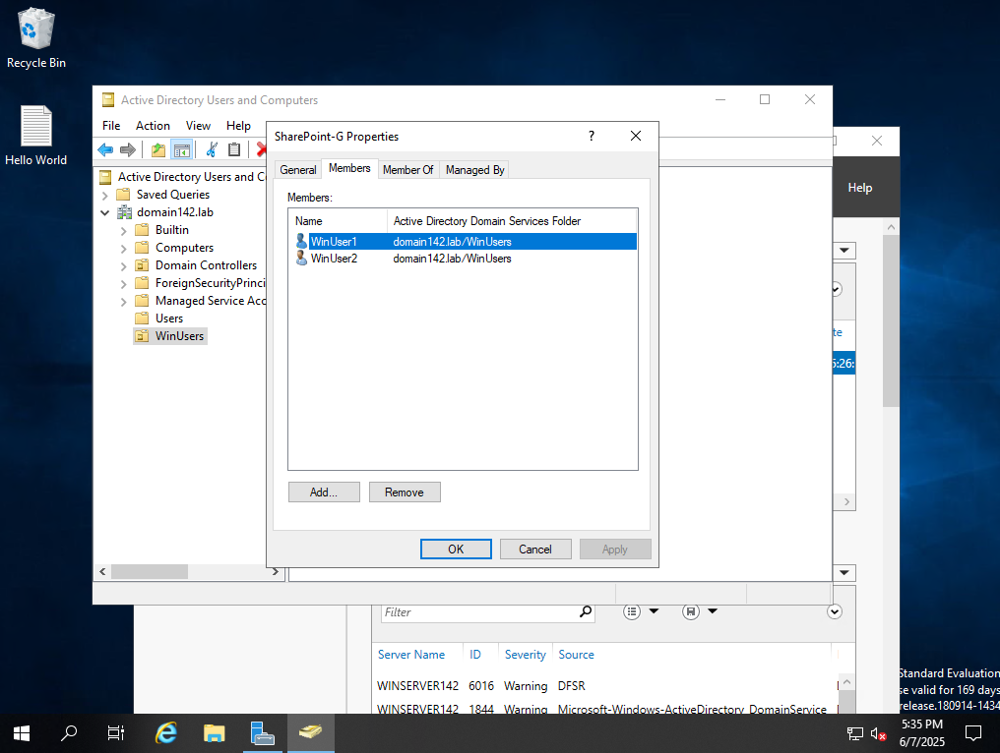 Recycle Bin
Hello World
Active Directory Users and Computers
File Action View Help
Active Directory Users and C
Saved Queries
domain142.lab
Builtin
Computers
Domain Controllers
ForeignSecurityPrinci
Managed Service Acc
Users
WinUsers
SharePoint-G Properties
?
General Members Member Of Managed By
Members:
Name Active Directory Domain Services Folder
WinUser1 domain142.lab/WinUsers
WinUser2 domain142.lab/WinUsers
Add... Remove
OK Cancel Apply
Help
te
5:26:
Filter
Server Name ID Severity Source
WINSERVER142 6016 Warning DFSR
WINSERVER142 1844 Warning Microsoft-Windows-ActiveDirectory_DomainService
Standard Evaluation
se valid for 169 days
release.180914-1434
5:35 PM
6/7/2025